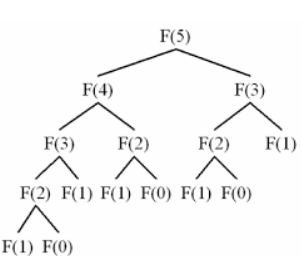 F(5)
F(4) F(3)
F(3) F(2) F(2) F(1)
F(2) F(1) F(1) F(0) F(1) F(0)
F(1) F(0)